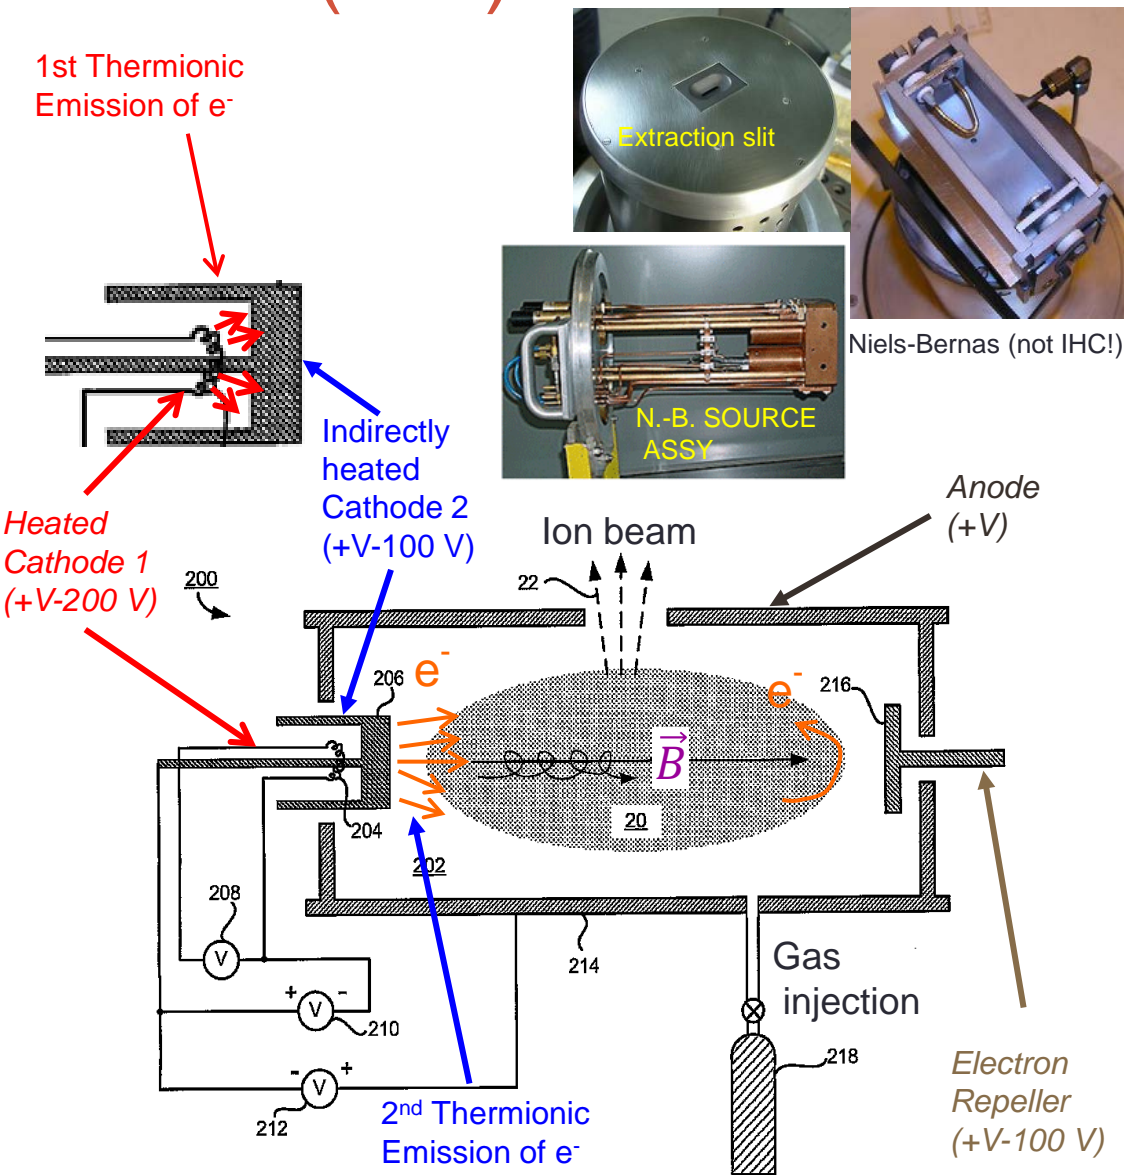 1st Thermionic
Emission of e-
Extraction slit
Niels-Bernas (not IHC!)
N.-B. SOURCE
ASSY
Indirectly
heated
Cathode 2
(+V-100 V)
Heated
Cathode 1
(+V-200 V)
Anode
(+V)
Ion beam
200
22
e-
e-
206
216
B
204
20
202
208
V
214
Gas
injection
+
-
V
210
218
-
+
V
212
2nd Thermionic
Emission of e-
Electron
Repeller
(+V-100 V)